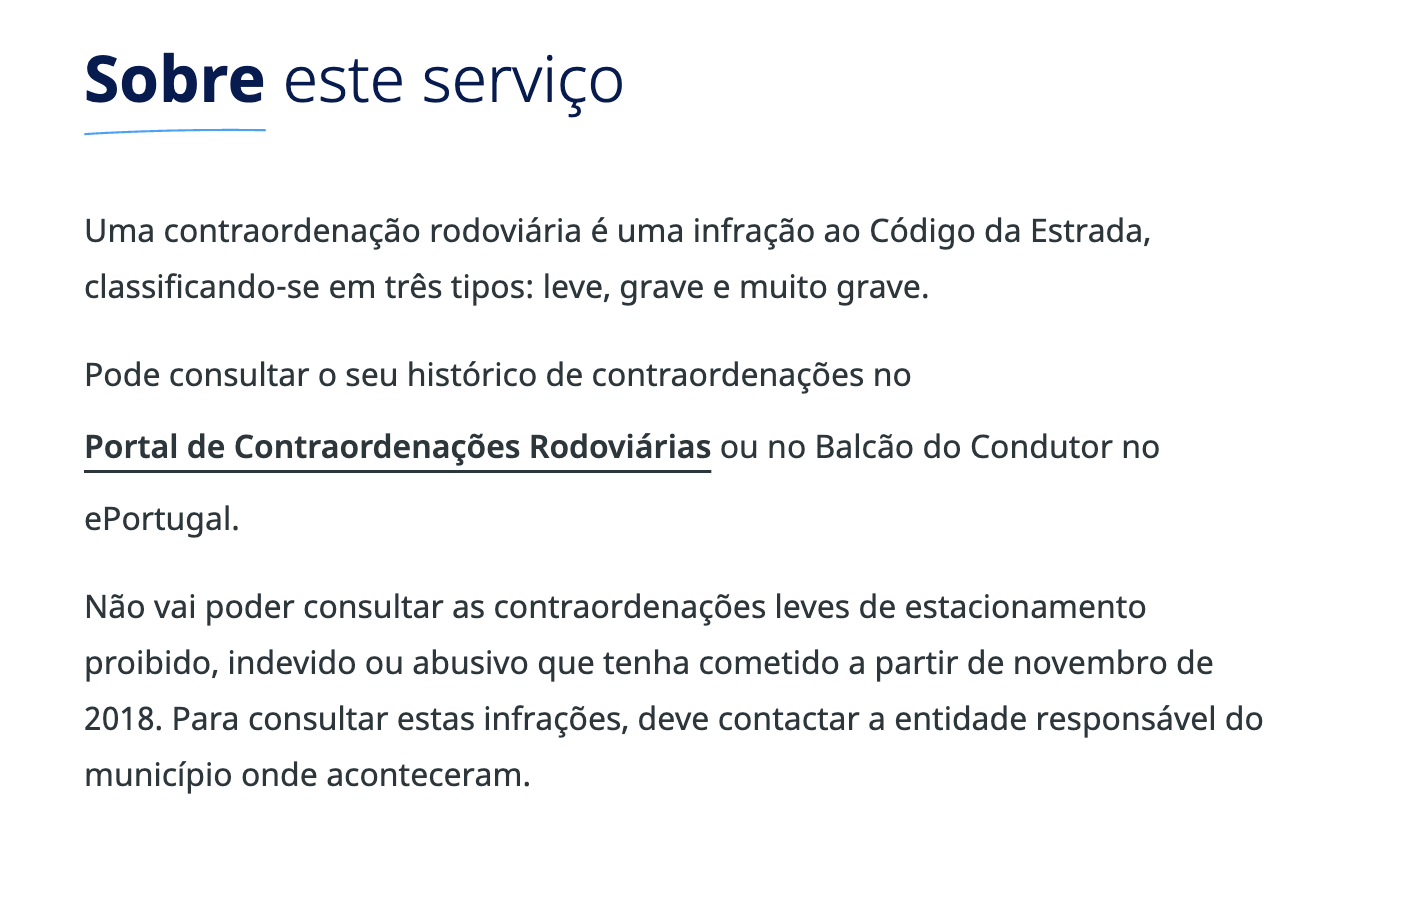 Sobre este serviço
Uma contraordenação rodoviária é uma infração ao Código da Estrada,
classificando-se em três tipos: leve, grave e muito grave.
Pode consultar o seu histórico de contraordenações no
Portal de Contraordenações Rodoviárias ou no Balcão do Condutor no
ePortugal.
Não vai poder consultar as contraordenações leves de estacionamento
proibido, indevido ou abusivo que tenha cometido a partir de novembro de
2018. Para consultar estas infrações, deve contactar a entidade responsável do
município onde aconteceram.